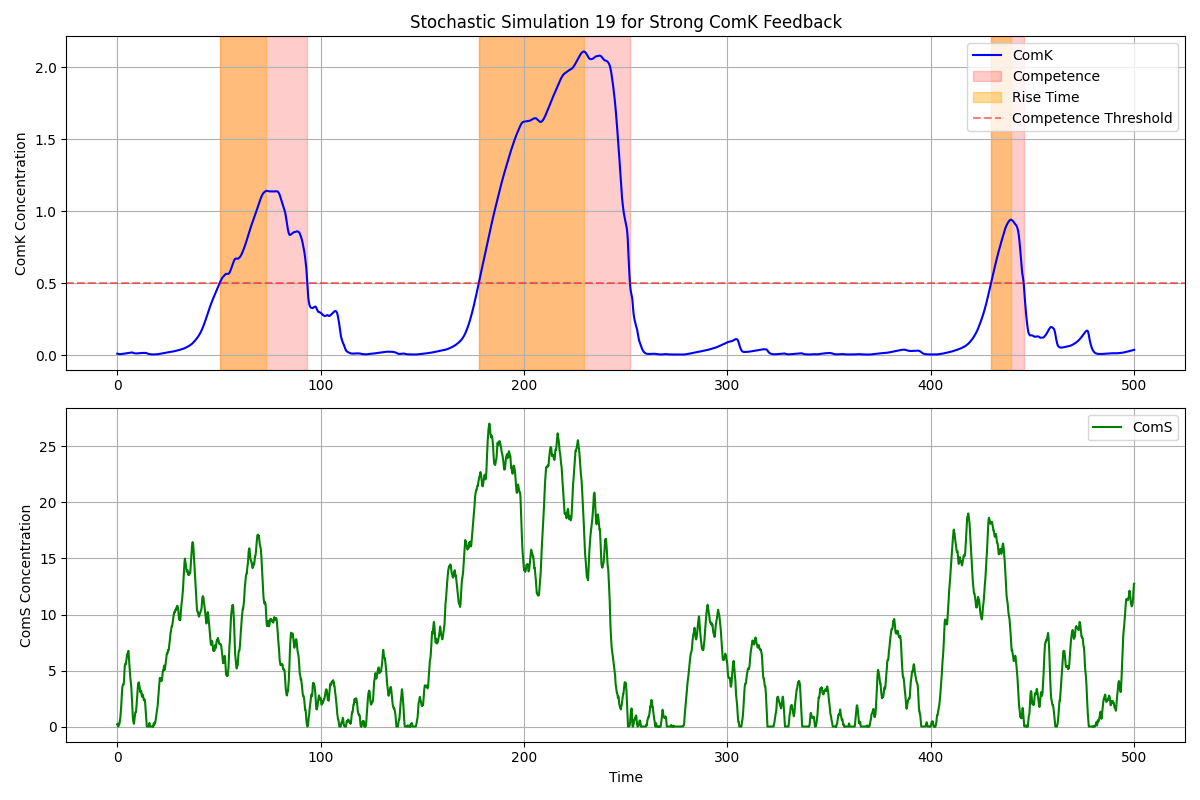 Stochastic Simulation 19 for Strong ComK Feedback
ComK Concentration
2.0
1.5
1.0
0.5
0.0
ComK
Competence
Rise Time
Competence Threshold
0 100 200 300 400 500
ComS Concentration
25
20
15
10
5
0
ComS
0 100 200 300 400 500
Time